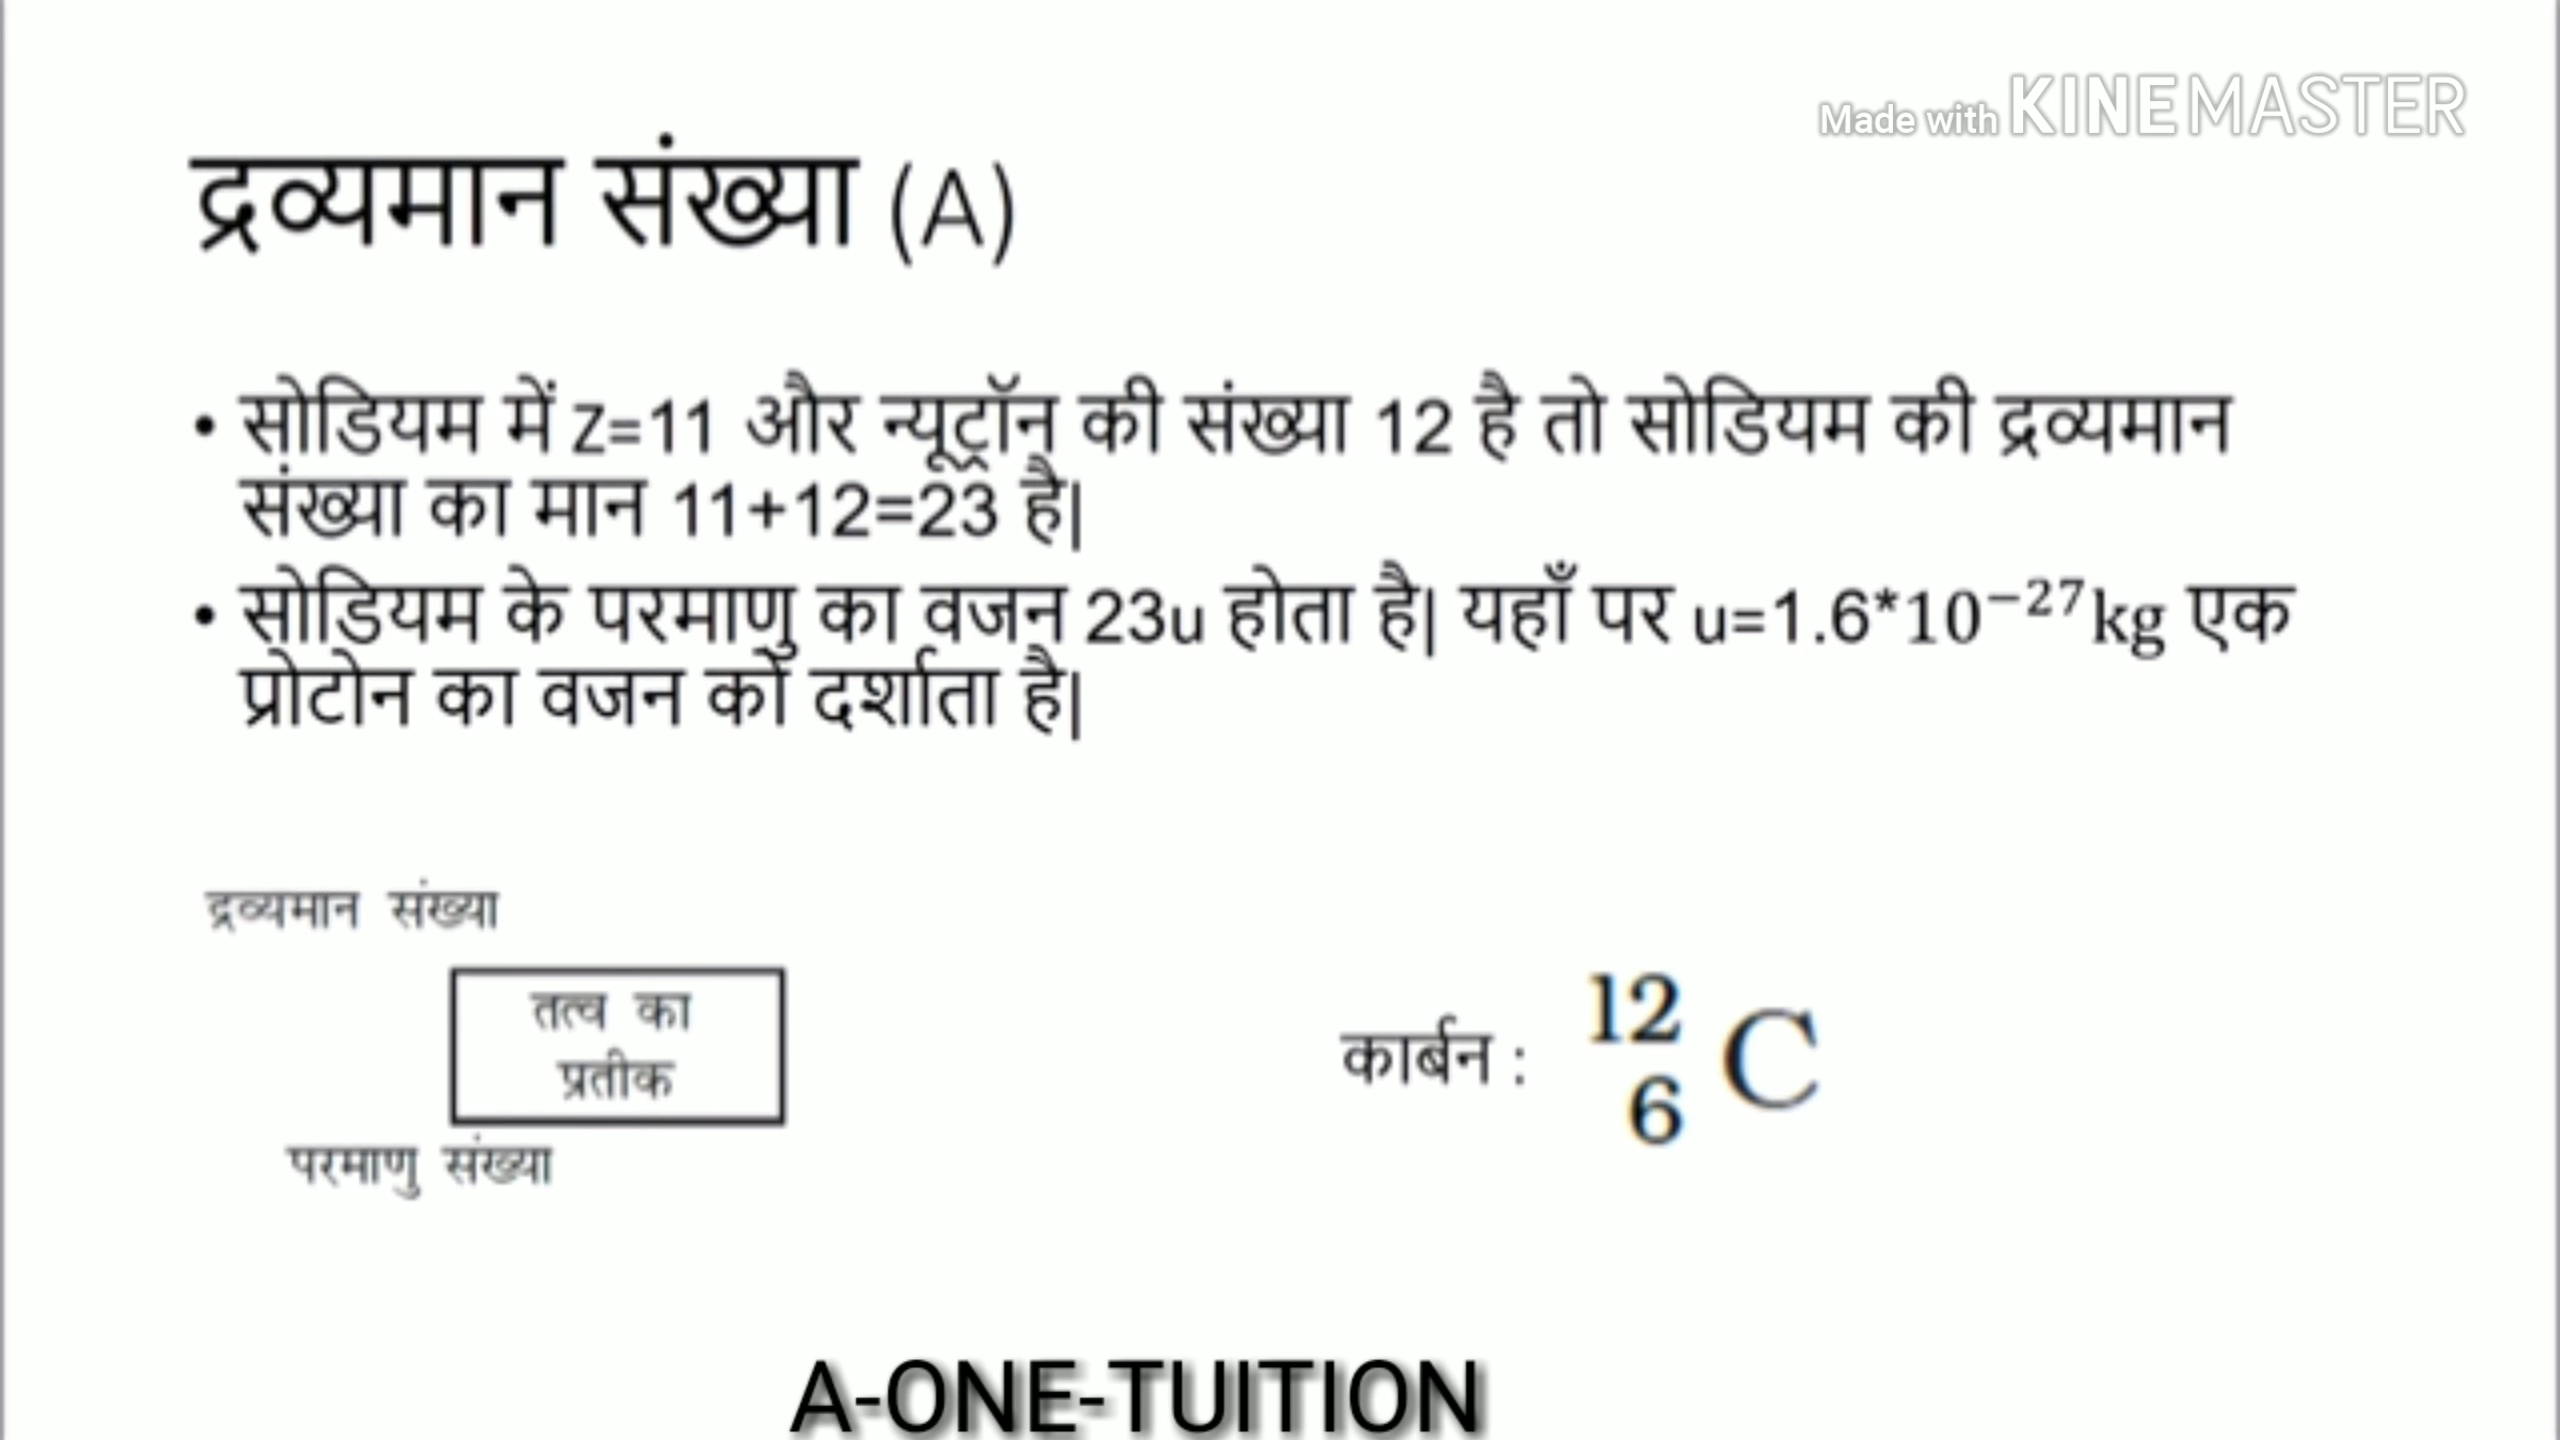 Made with KINEMASTER
द्रव्यमान संख्या (A)
• सोडियम में Z=11 और न्यूट्रॉन की संख्या 12 है तो सोडियम की द्रव्यमान
संख्या का मान 11+12=23 है|
• सोडियम के परमाणु का वजन 23u होता है| यहाँ पर u=1.6*10⁻²⁷kg एक
प्रोटोन का वजन को दर्शाता है|
द्रव्यमान संख्या
तत्व का
प्रतीक
परमाणु संख्या
कार्बन : ¹²₆C
A-ONE-TUITION